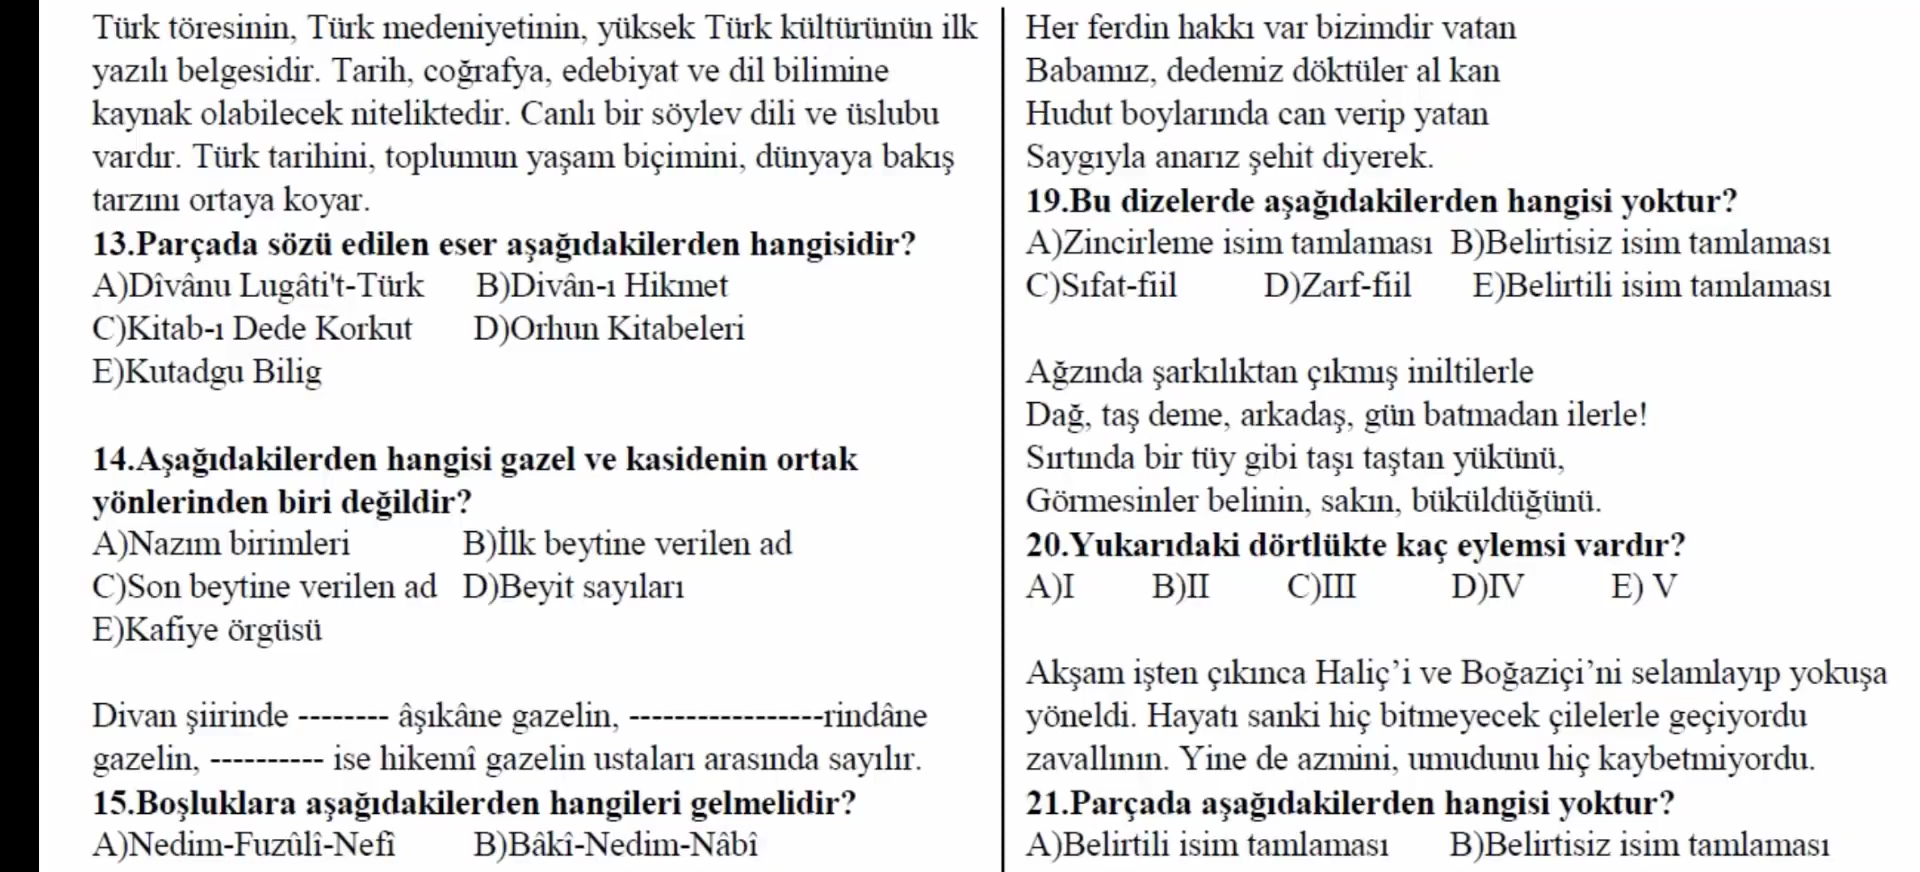 Türk töresinin, Türk medeniyetinin, yüksek Türk kültürünün ilk
yazılı belgesidir. Tarih, coğrafya, edebiyat ve dil bilimine
kaynak olabilecek niteliktedir. Canlı bir söylev dili ve üslubu
vardır. Türk tarihini, toplumun yaşam biçimini, dünyaya bakış
tarzını ortaya koyar.
13.Parçada sözü edilen eser aşağıdakilerden hangisidir?
A)Dîvânu Lugâti't-Türk B)Divân-ı Hikmet
C)Kitab-ı Dede Korkut D)Orhun Kitabeleri
E)Kutadgu Bilig
14.Aşağıdakilerden hangisi gazel ve kasidenin ortak
yönlerinden biri değildir?
A)Nazım birimleri B)İlk beytine verilen ad
C)Son beytine verilen ad D)Beyit sayıları
E)Kafiye örgüsü
Divan şiirinde -------- âşıkâne gazelin, -----------------rindâne
gazelin, ---------- ise hikemî gazelin ustaları arasında sayılır.
15.Boşluklara aşağıdakilerden hangileri gelmelidir?
A)Nedim-Fuzûlî-Nefî B)Bâkî-Nedim-Nâbî
Her ferdin hakkı var bizimdir vatan
Babamız, dedemiz döktüler al kan
Hudut boylarında can verip yatan
Saygıyla anarız şehit diyerek.
19.Bu dizelerde aşağıdakilerden hangisi yoktur?
A)Zincirleme isim tamlaması B)Belirtisiz isim tamlaması
C)Sıfat-fiil D)Zarf-fiil E)Belirtili isim tamlaması
Ağzında şarkılıktan çıkmış iniltilerle
Dağ, taş deme, arkadaş, gün batmadan ilerle!
Sırtında bir tüy gibi taşı taştan yükünü,
Görmesinler belinin, sakın, büküldüğünü.
20.Yukarıdaki dörtlükte kaç eylemsi vardır?
A)I B)II C)III D)IV E) V
Akşam işten çıkınca Haliç’i ve Boğaziçi’ni selamlayıp yokuşa
yöneldi. Hayatı sanki hiç bitmeyecek çilelerle geçiyordu
zavallının. Yine de azmini, umudunu hiç kaybetmiyordu.
21.Parçada aşağıdakilerden hangisi yoktur?
A)Belirtili isim tamlaması B)Belirtisiz isim tamlaması